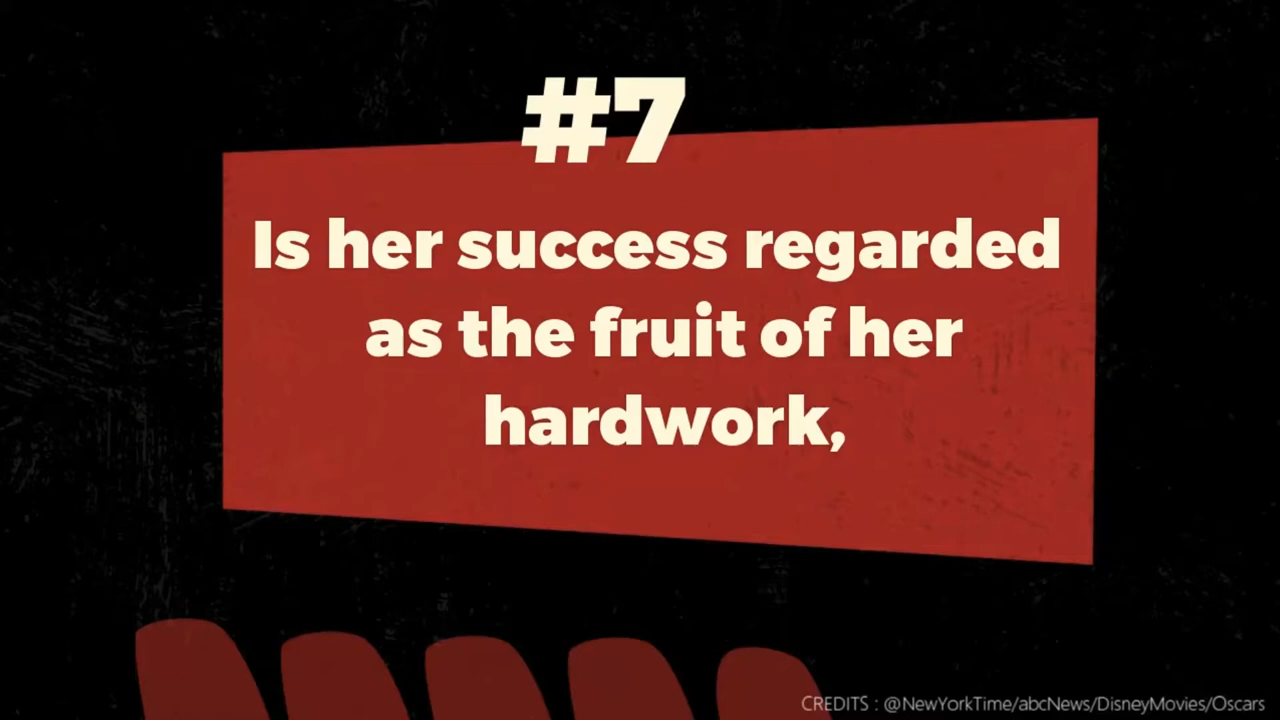 #7
Is her success regarded
as the fruit of her
hardwork,
CREDITS : @NewYorkTime/abcNews/DisneyMovies/Oscars